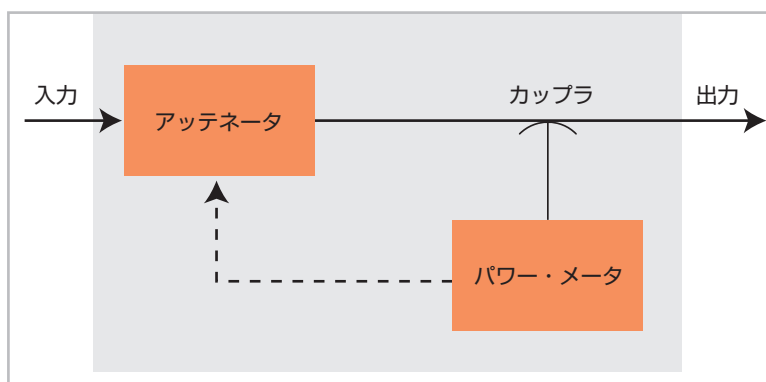 入力
アッテネータ
カップラ
出力
パワー・メータ